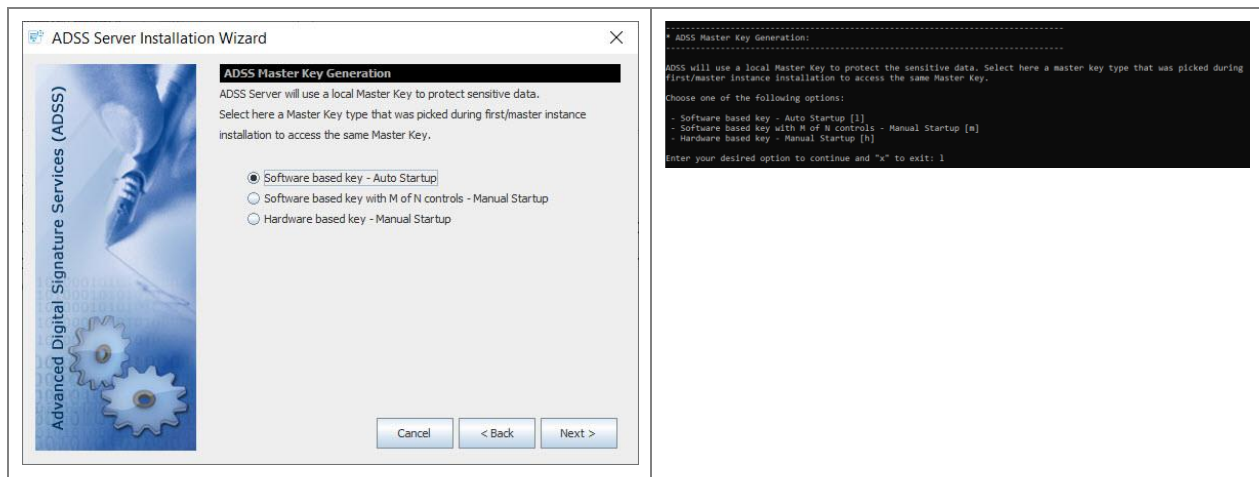 ADSS Server Installation Wizard
Advanced Digital Signature Services (ADSS)
ADSS Master Key Generation
ADSS Server will use a local Master Key to protect sensitive data.
Select here a Master Key type that was picked during first/master instance
installation to access the same Master Key.
Software based key - Auto Startup
Software based key with M of N controls - Manual Startup
Hardware based key - Manual Startup
Cancel
< Back
Next >
--------------------------------------------------------------------------------
* ADSS Master Key Generation:
--------------------------------------------------------------------------------
ADSS will use a local Master Key to protect the sensitive data. Select here a master key type that was picked during
first/master instance installation to access the same Master Key.
Choose one of the following options:
- Software based key - Auto Startup [l]
- Software based key with M of N controls - Manual Startup [m]
- Hardware based key - Manual Startup [h]
Enter your desired option to continue and "x" to exit: l